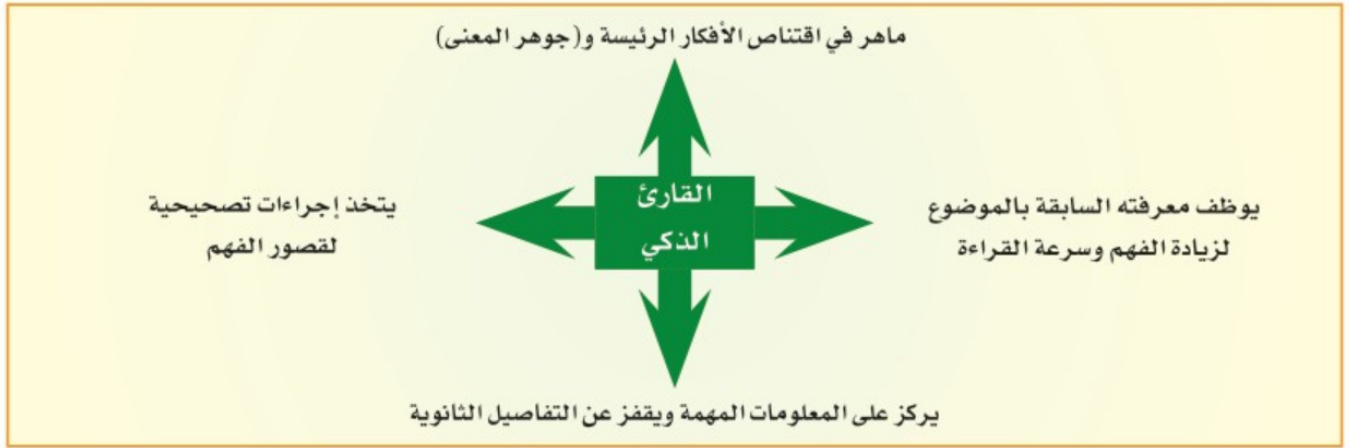 ماهر في اقتناص الأفكار الرئيسة و(جوهر المعنى)
يوظف معرفته السابقة بالموضوع
لزيادة الفهم وسرعة القراءة
القارئ
الذكي
يتخذ إجراءات تصحيحية
لقصور الفهم
يركز على المعلومات المهمة ويقفز عن التفاصيل الثانوية